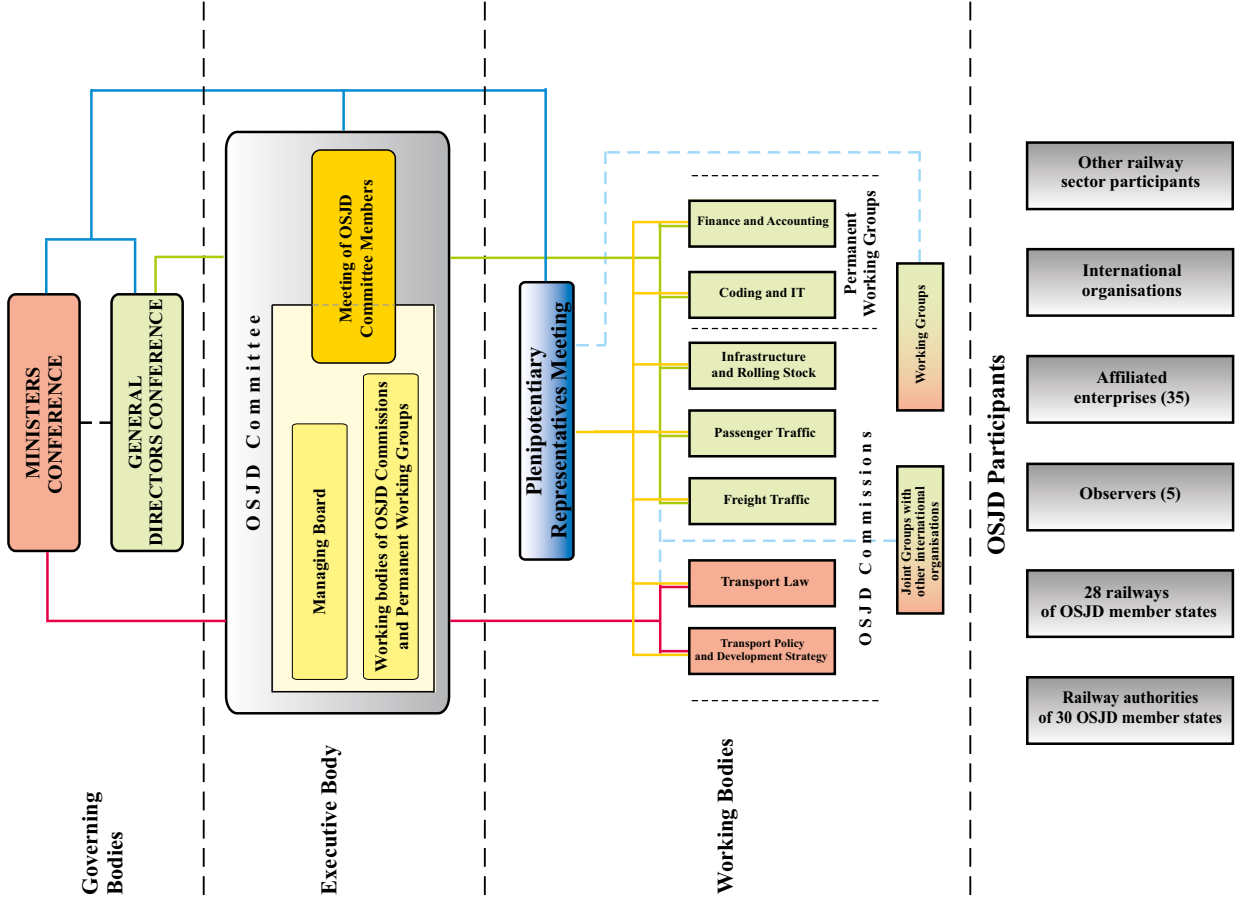 Governing
Bodies
MINISTERS
CONFERENCE
GENERAL
DIRECTORS CONFERENCE
Executive Body
OSJD Committee
Managing Board
Working bodies of OSJD Commissions
and Permanent Working Groups
Meeting of OSJD
Committee Members
Plenipotentiary
Representatives Meeting
Working Bodies
Transport Policy
and Development Strategy
Transport Law
Freight Traffic
Passenger Traffic
Infrastructure
and Rolling Stock
Coding and IT
Finance and Accounting
OSJD Commissions
Permanent
Working Groups
Joint Groups with
other international
organisations
Working Groups
OSJD Participants
Railway authorities
of 30 OSJD member states
28 railways
of OSJD member states
Observers (5)
Affiliated
enterprises (35)
International
organisations
Other railway
sector participants